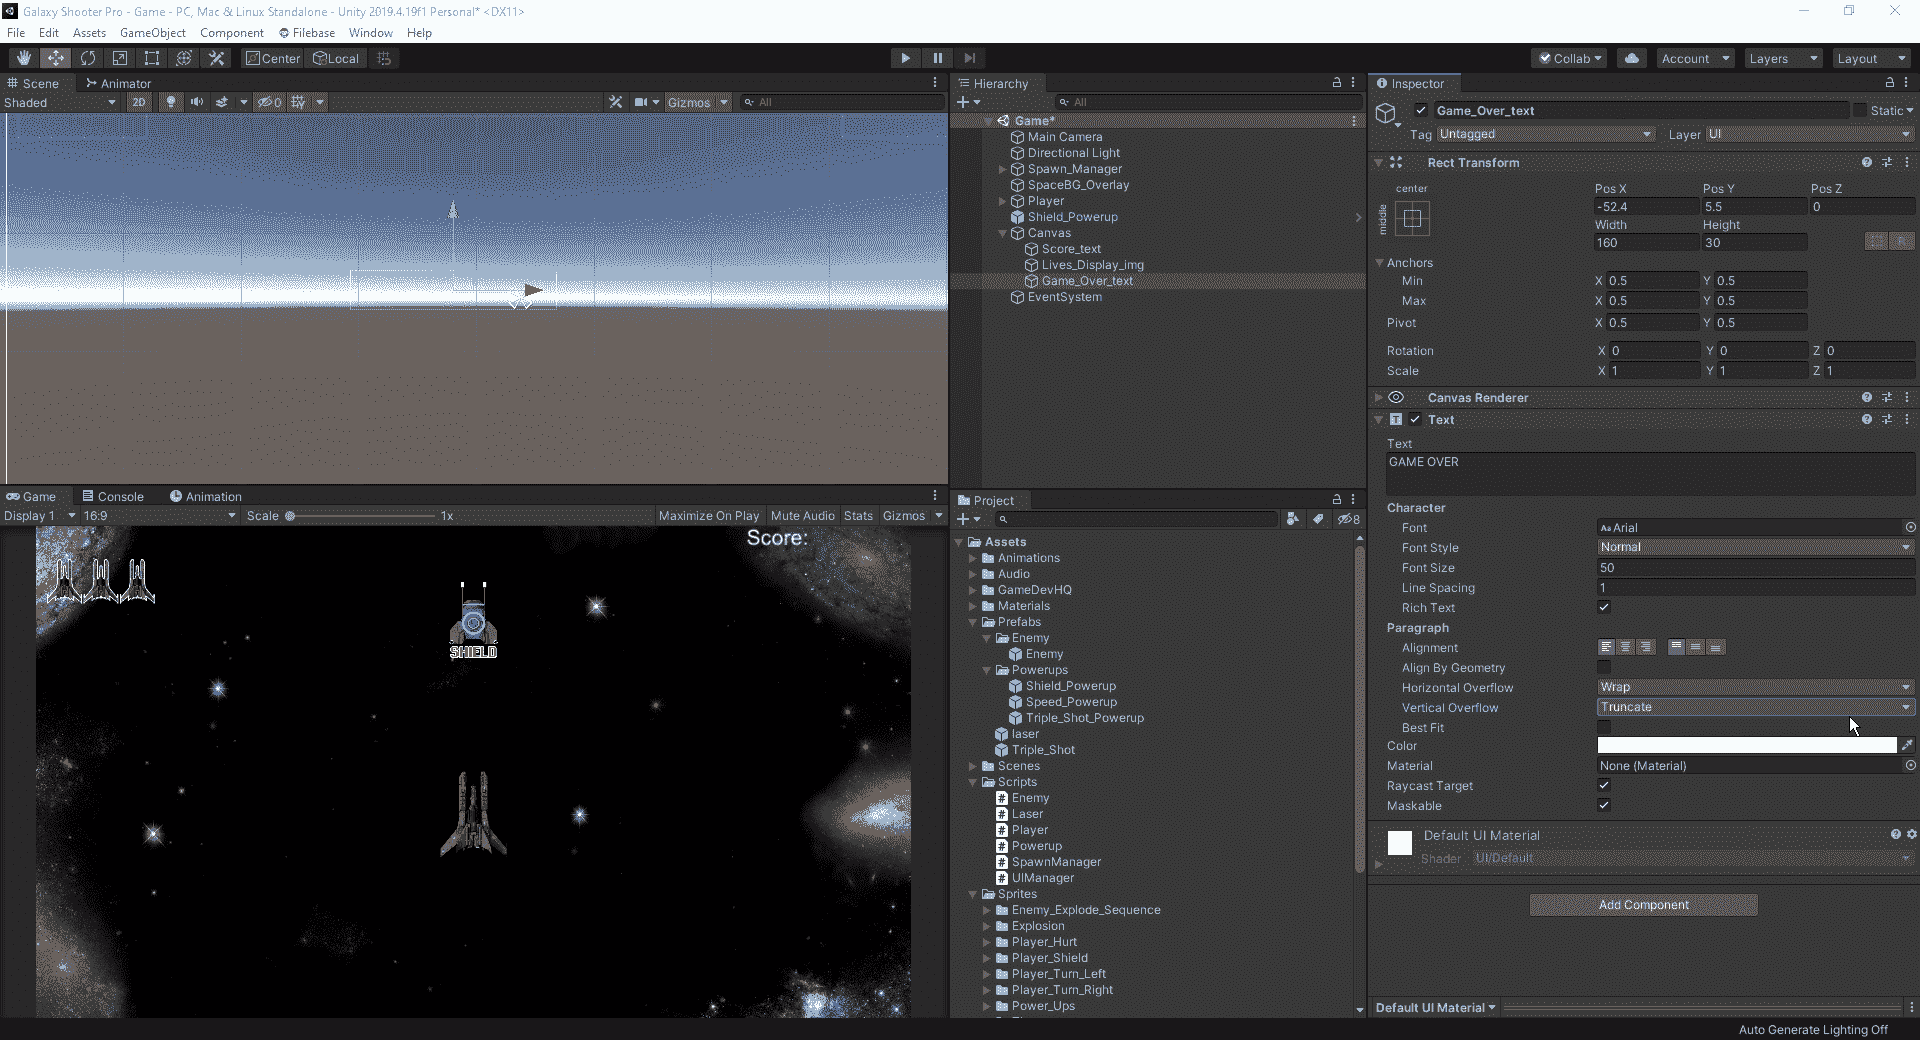 Galaxy Shooter Pro - Game - PC, Mac & Linux Standalone - Unity 2019.4.19f1 Personal* <DX11>
File Edit Assets GameObject Component Filebase Window Help
Center Local Collab Account Layers Layout
Scene Animator
Shaded 2D 0 Gizmos All
Hierarchy
All
Game*
Main Camera
Directional Light
Spawn_Manager
SpaceBG_Overlay
Player
Shield_Powerup
Canvas
Score_text
Lives_Display_img
Game_Over_text
EventSystem
Game Console Animation
Display 1 16:9 Scale 1x Maximize On Play Mute Audio Stats Gizmos
Score:
SHIELD
Project
8
Assets
Animations
Audio
GameDevHQ
Materials
Prefabs
Enemy
Enemy
Powerups
Shield_Powerup
Speed_Powerup
Triple_Shot_Powerup
laser
Triple_Shot
Scenes
Scripts
# Enemy
# Laser
# Player
# Powerup
# SpawnManager
# UIManager
Sprites
Enemy_Explode_Sequence
Explosion
Player_Hurt
Player_Shield
Player_Turn_Left
Player_Turn_Right
Power_Ups
Inspector
Game_Over_text Static
Tag Untagged Layer UI
Rect Transform
center
middle
Pos X Pos Y Pos Z
-52.4 5.5 0
Width Height
160 30
Anchors
Min X 0.5 Y 0.5
Max X 0.5 Y 0.5
Pivot X 0.5 Y 0.5
Rotation X 0 Y 0 Z 0
Scale X 1 Y 1 Z 1
Canvas Renderer
Text
Text
GAME OVER
Character
Font Aa Arial
Font Style Normal
Font Size 50
Line Spacing 1
Rich Text
Paragraph
Alignment
Align By Geometry
Horizontal Overflow Wrap
Vertical Overflow Truncate
Best Fit
Color
Material None (Material)
Raycast Target
Maskable
Default UI Material
Shader UI/Default
Add Component
Default UI Material
Auto Generate Lighting Off